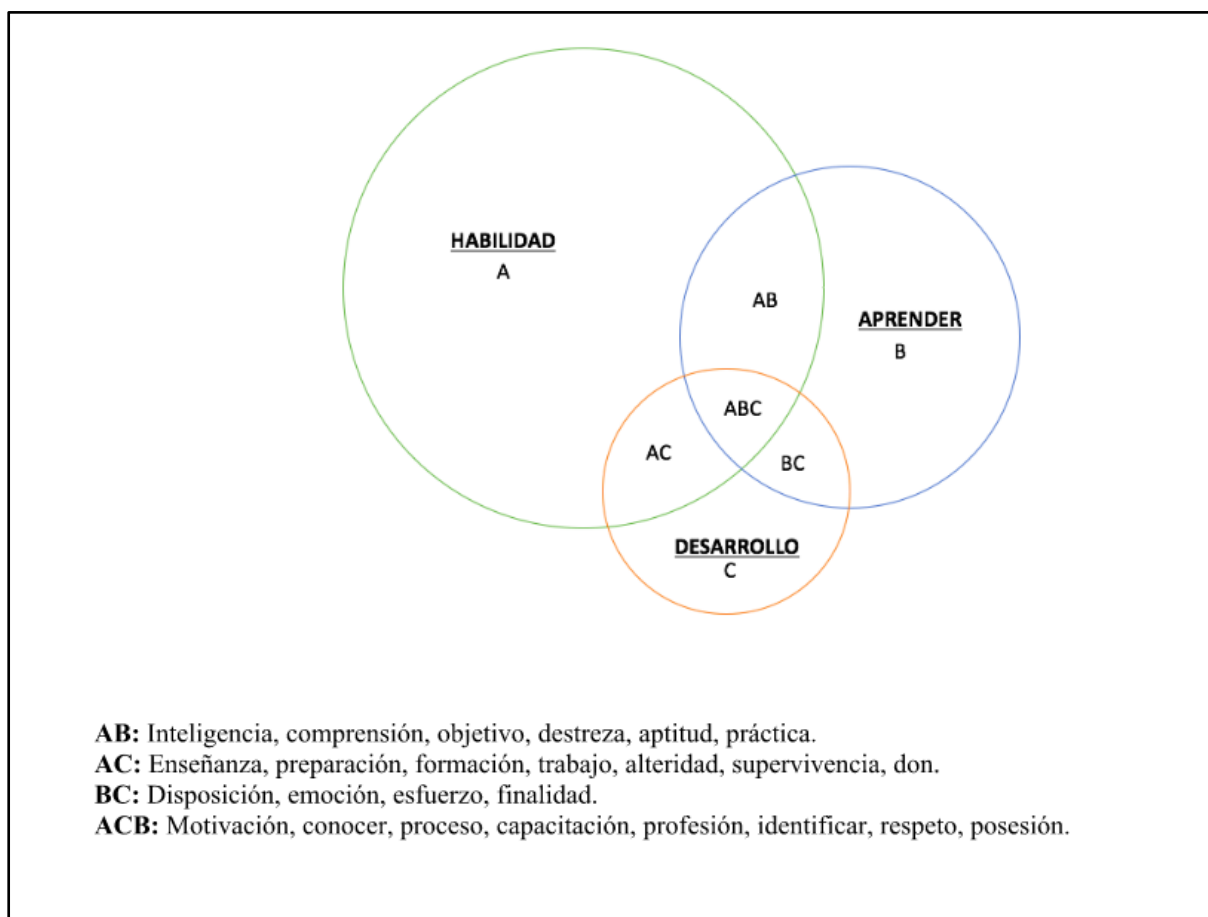 HABILIDAD
A
AB
APRENDER
B
ABC
AC
BC
DESARROLLO
C
AB: Inteligencia, comprensión, objetivo, destreza, aptitud, práctica.
AC: Enseñanza, preparación, formación, trabajo, alteridad, supervivencia, don.
BC: Disposición, emoción, esfuerzo, finalidad.
ACB: Motivación, conocer, proceso, capacitación, profesión, identificar, respeto, posesión.